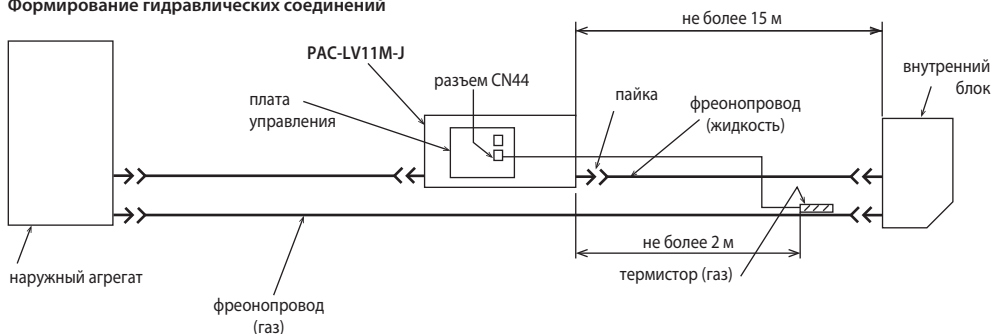 Формирование гидравлических соединений
не более 15 м
PAC-LV11M-J
разъем CN44
внутренний
блок
плата
управления
пайка
фреонопровод
(жидкость)
не более 2 м
термистор (газ)
наружный агрегат
фреонопровод
(газ)